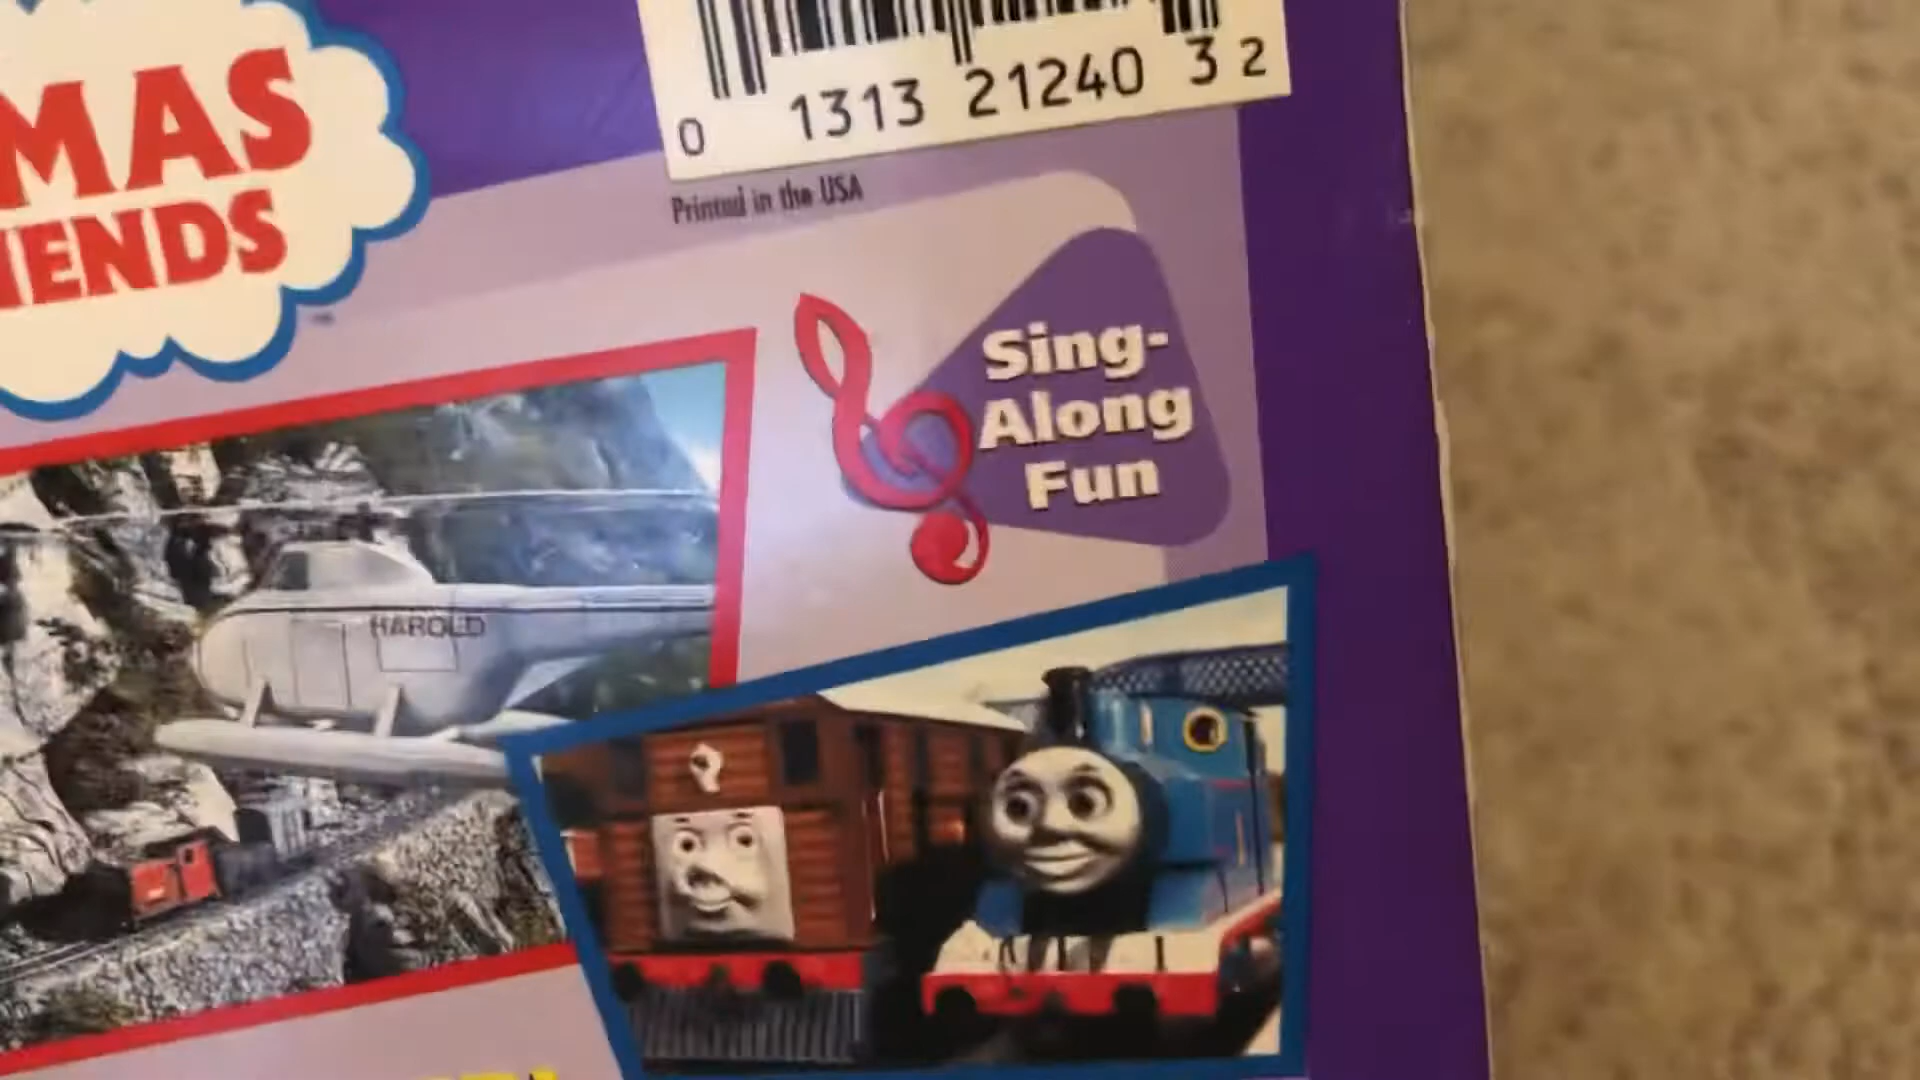 0 1313 21240 3 2
MAS
IENDS
Printed in the USA
Sing-
Along
Fun
HAROLD